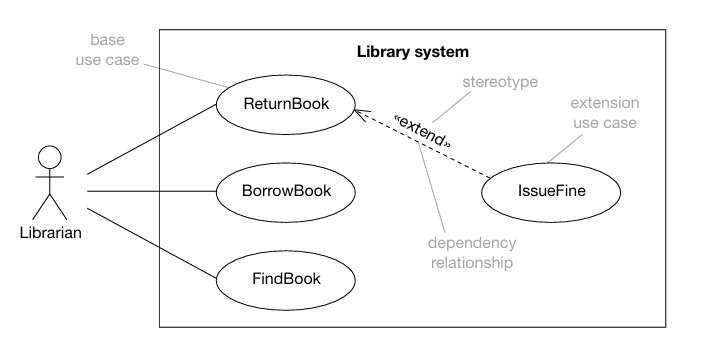 base
use case
Library system
stereotype
ReturnBook
«extend»
extension
use case
BorrowBook
IssueFine
Librarian
dependency
relationship
FindBook